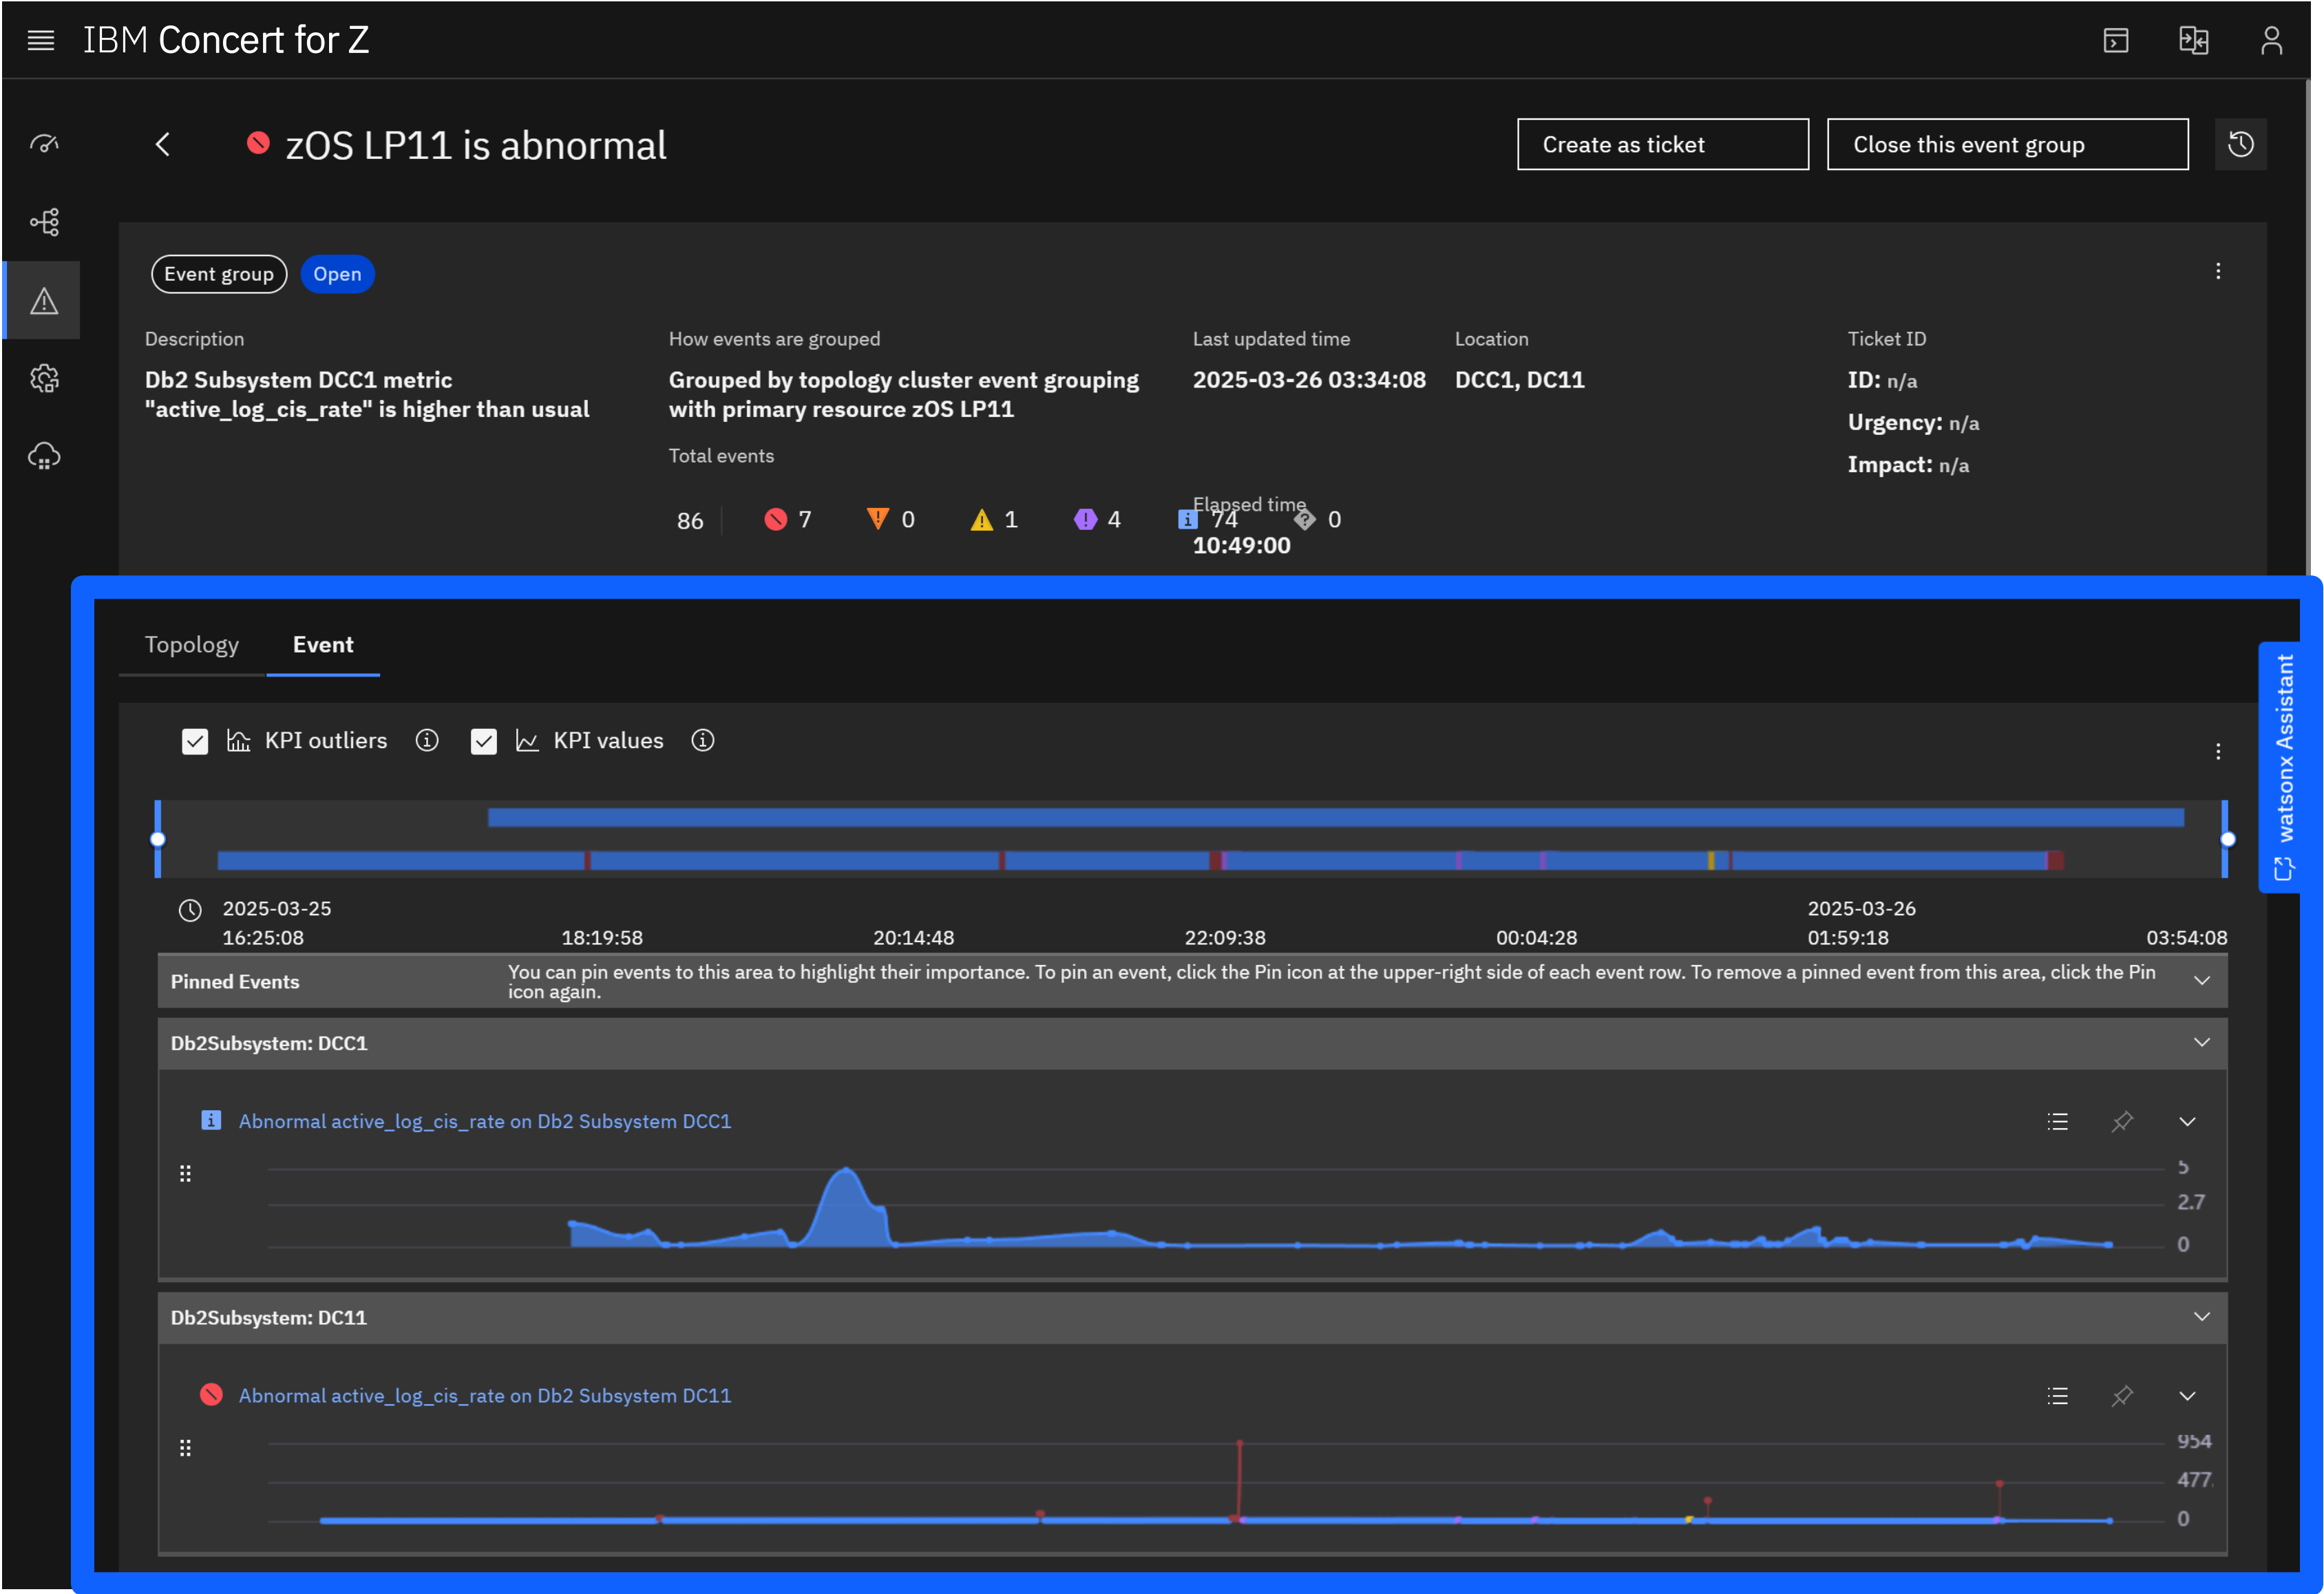 IBM Concert for Z
zOS LP11 is abnormal
Create as ticket
Close this event group
Event group
Open
Description
Db2 Subsystem DCC1 metric
"active_log_cis_rate" is higher than usual
How events are grouped
Grouped by topology cluster event grouping
with primary resource zOS LP11
Total events
86
7
0
1
4
74
0
Last updated time
2025-03-26 03:34:08
Elapsed time
10:49:00
Location
DCC1, DC11
Ticket ID
ID: n/a
Urgency: n/a
Impact: n/a
Topology
Event
watsonx Assistant
KPI outliers
KPI values
2025-03-25
16:25:08
18:19:58
20:14:48
22:09:38
00:04:28
2025-03-26
01:59:18
03:54:08
Pinned Events
You can pin events to this area to highlight their importance. To pin an event, click the Pin icon at the upper-right side of each event row. To remove a pinned event from this area, click the Pin
icon again.
Db2Subsystem: DCC1
Abnormal active_log_cis_rate on Db2 Subsystem DCC1
5
2.7
0
Db2Subsystem: DC11
Abnormal active_log_cis_rate on Db2 Subsystem DC11
954
477.
0